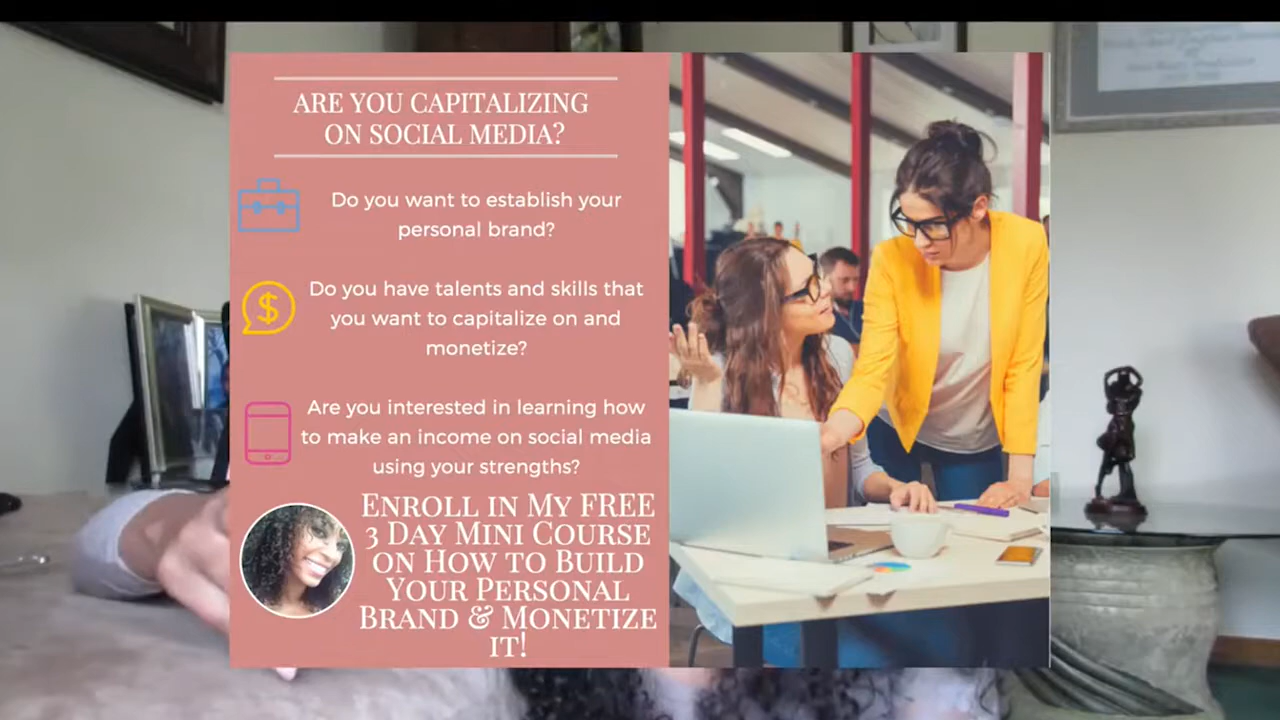 ARE YOU CAPITALIZING
ON SOCIAL MEDIA?
Do you want to establish your
personal brand?
$
Do you have talents and skills that
you want to capitalize on and
monetize?
Are you interested in learning how
to make an income on social media
using your strengths?
ENROLL IN MY FREE
3 DAY MINI COURSE
ON HOW TO BUILD
YOUR PERSONAL
BRAND & MONETIZE
IT!